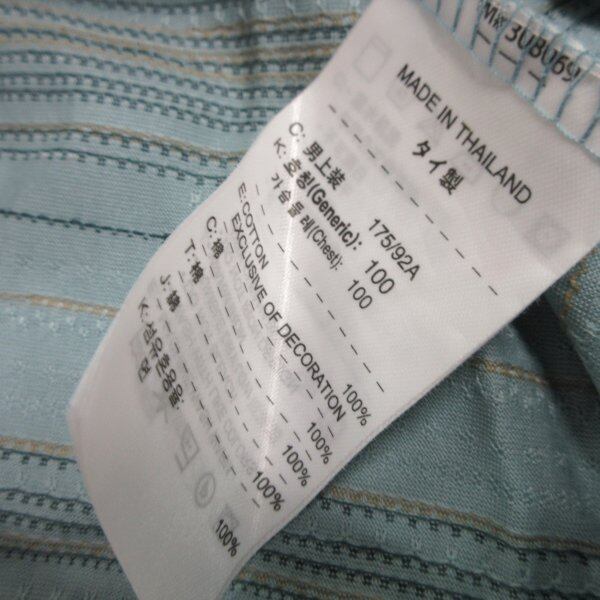 MADE IN THAILAND
タイ製
C: 男上装 175/92A
K: 호칭(Generic): 100
가슴둘레(Chest): 100
E: COTTON 100%
EXCLUSIVE OF DECORATION
C: 棉 100%
T: 棉 100%
J: 綿 100%
K: 면 100%